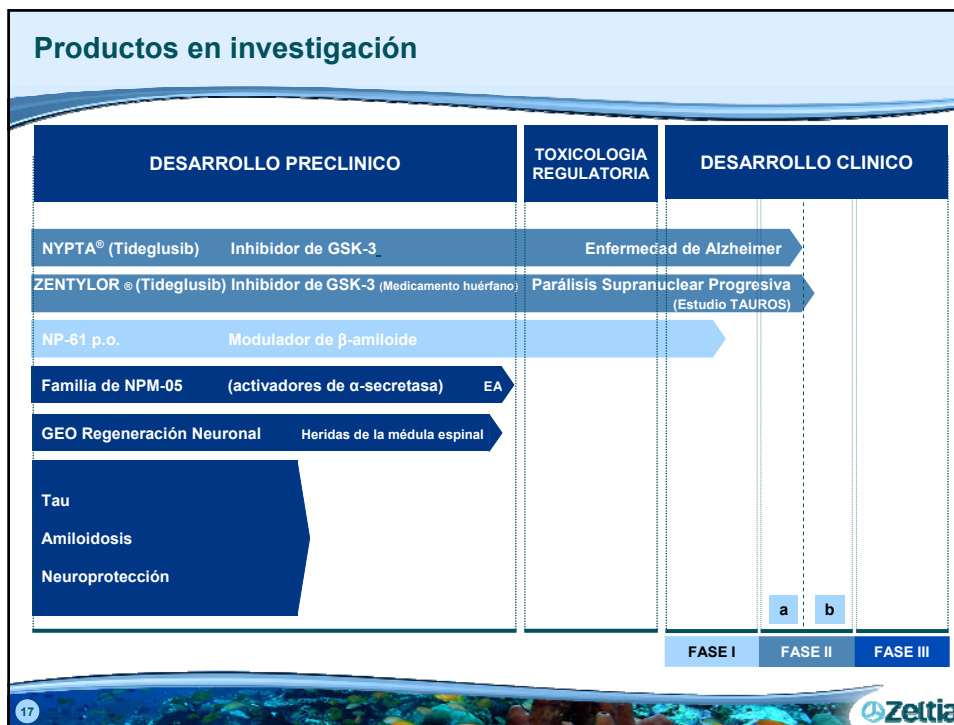 Productos en investigación
DESARROLLO PRECLINICO
TOXICOLOGIA
REGULATORIA
DESARROLLO CLINICO
NYPTA® (Tideglusib) Inhibidor de GSK-3 Enfermedad de Alzheimer
ZENTYLOR ® (Tideglusib) Inhibidor de GSK-3 (Medicamento huérfano) Parálisis Supranuclear Progresiva
(Estudio TAUROS)
NP-61 p.o. Modulador de β-amiloide
Familia de NPM-05 (activadores de α-secretasa) EA
GEO Regeneración Neuronal Heridas de la médula espinal
Tau
Amiloidosis
Neuroprotección
a b
FASE I FASE II FASE III
17
Zeltia